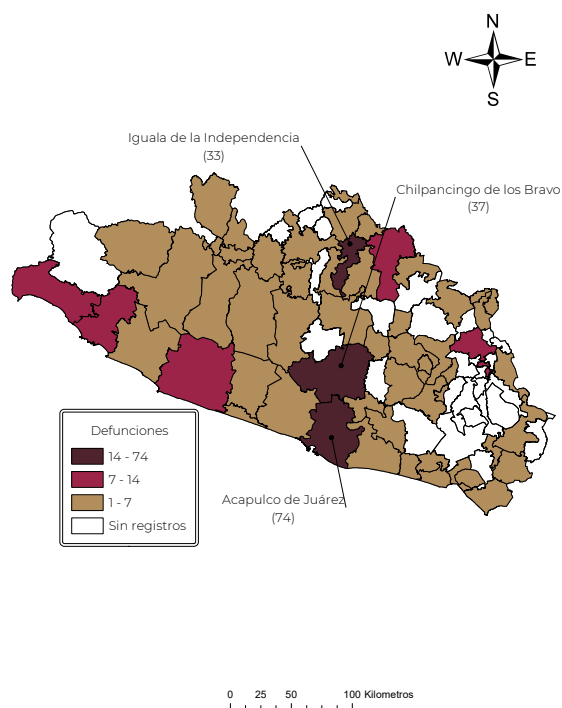 N
W E
S
Iguala de la Independencia
(33)
Chilpancingo de los Bravo
(37)
Defunciones
14 - 74
7 - 14
1 - 7
Sin registros
Acapulco de Juárez
(74)
0 25 50 100 Kilometros